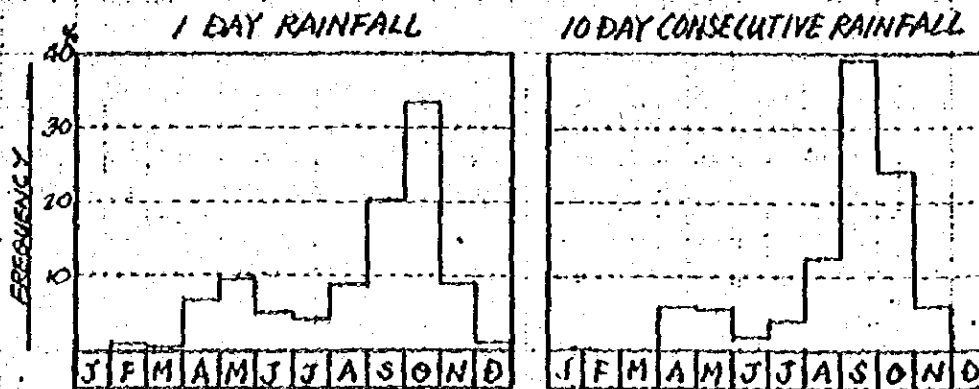 1 DAY RAINFALL
10 DAY CONSECUTIVE RAINFALL
%
40
30
20
10
FREQUENCY
J F M A M J J A S O N D
J F M A M J J A S O N D